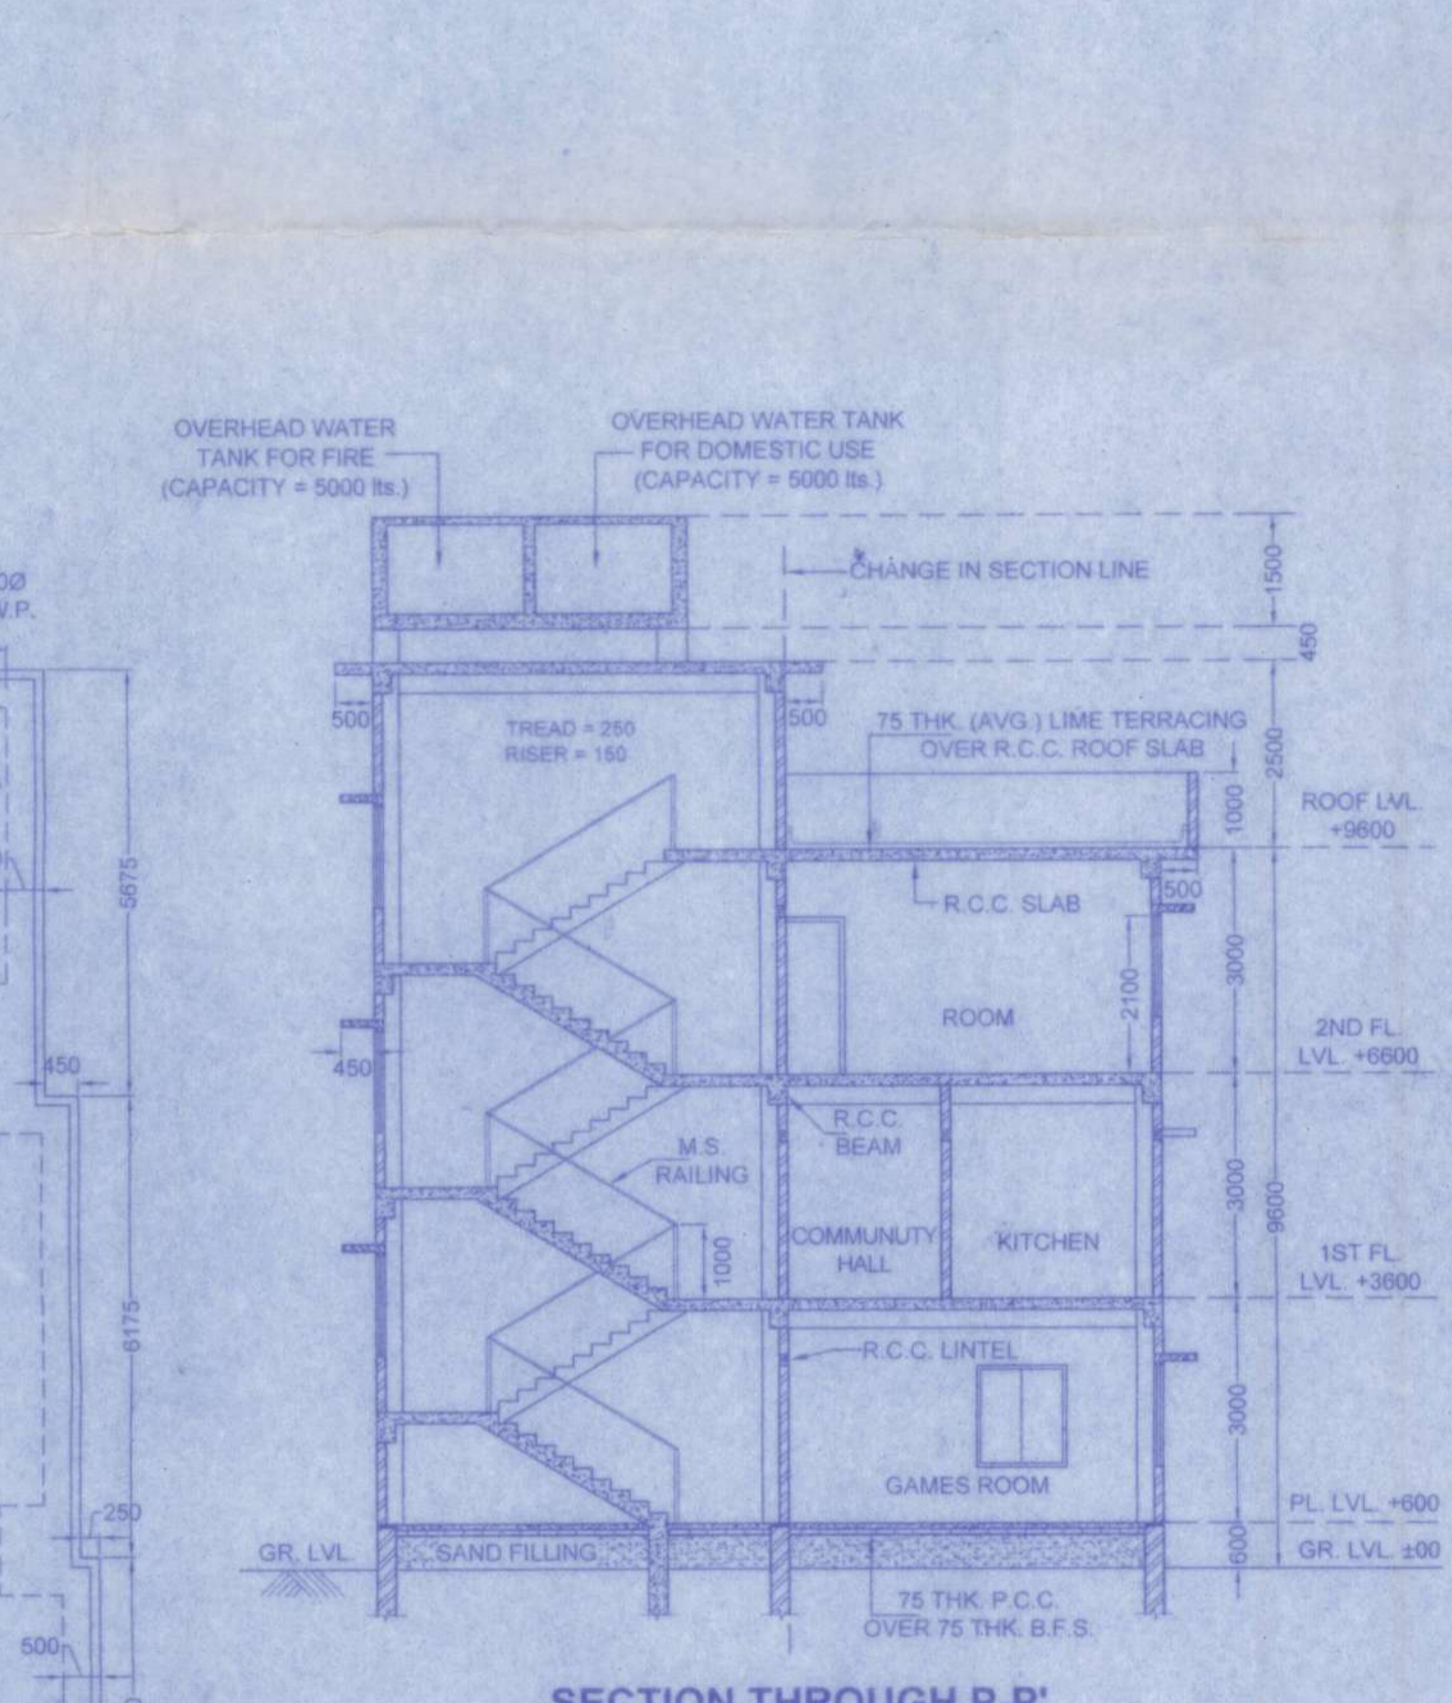 OVERHEAD WATER
TANK FOR FIRE
(CAPACITY = 5000 lts.)
OVERHEAD WATER TANK
FOR DOMESTIC USE
(CAPACITY = 5000 lts.)
CHANGE IN SECTION LINE
1500
450
500
TREAD = 250
RISER = 150
500
75 THK. (AVG.) LIME TERRACING
OVER R.C.C. ROOF SLAB
2500
1000
ROOF LVL.
+9600
500
R.C.C. SLAB
5675
3000
2100
ROOM
2ND FL.
LVL. +6600
450
450
R.C.C.
BEAM
M.S.
RAILING
3000
9600
COMMUNUTY
HALL
KITCHEN
1000
1ST FL.
LVL. +3600
6175
R.C.C. LINTEL
3000
GAMES ROOM
PL. LVL. +600
250
GR. LVL.
SAND FILLING
600
GR. LVL. ±00
75 THK. P.C.C.
OVER 75 THK. B.F.S.
500
SECTION THROUGH